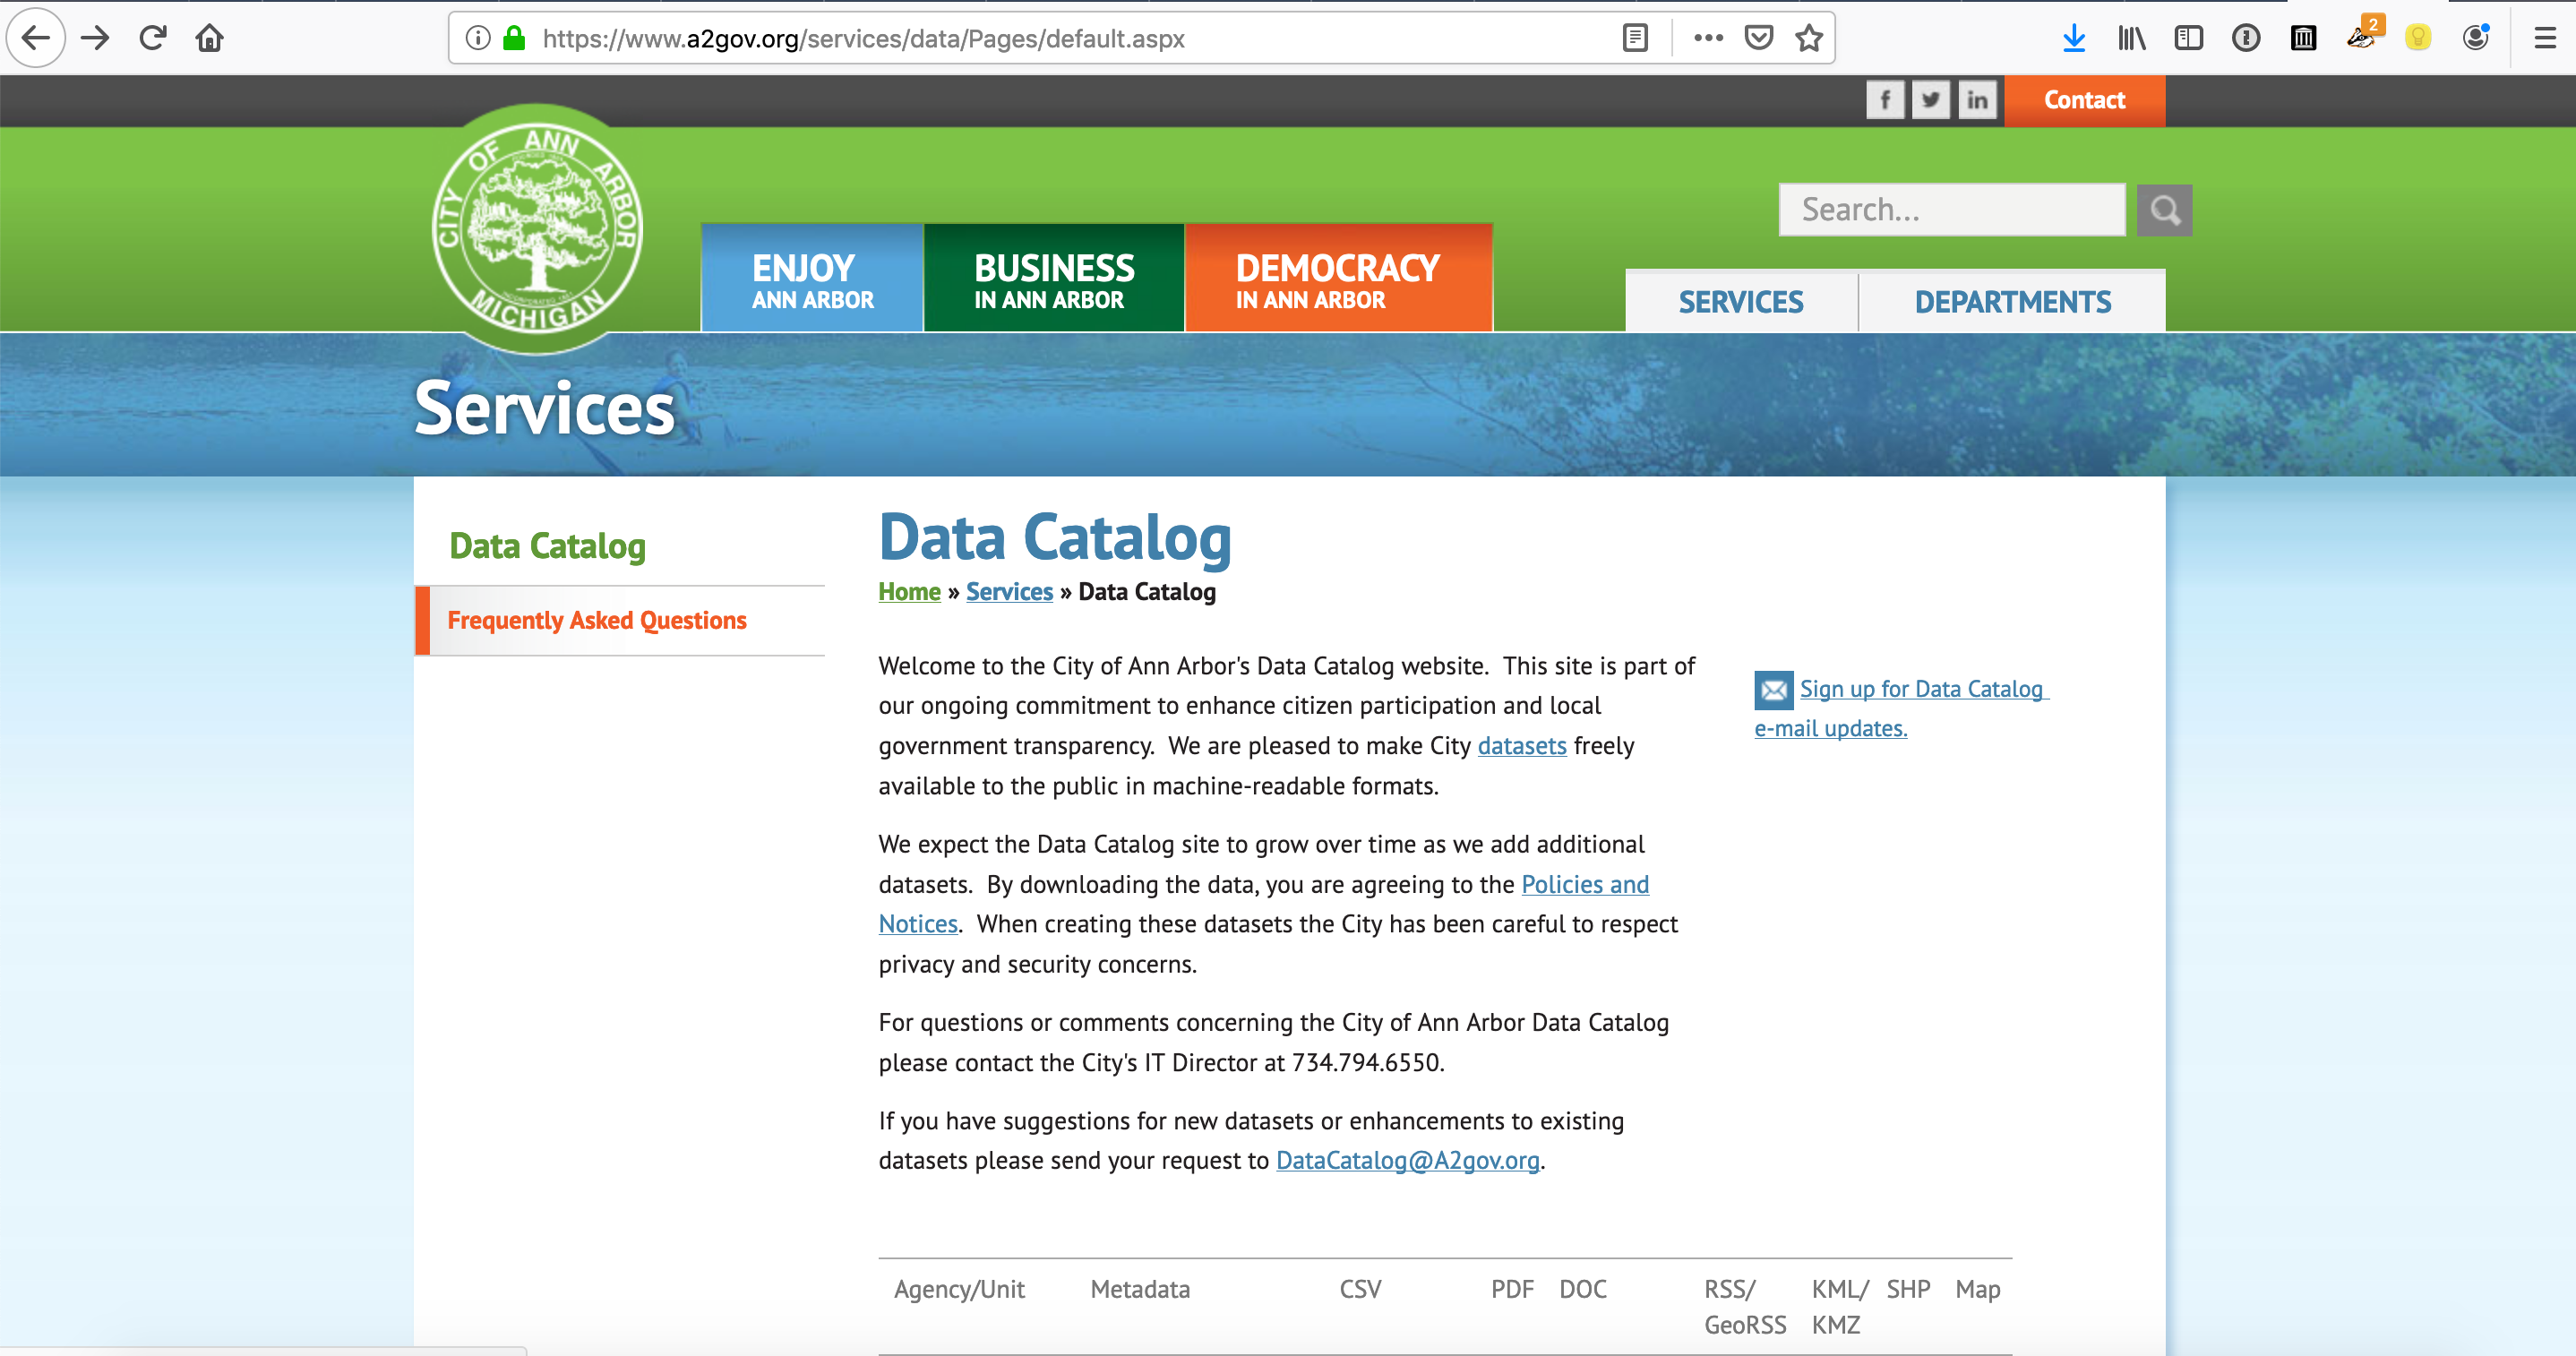 https://www.a2gov.org/services/data/Pages/default.aspx
2
f
in
Contact
CITY OF ANN ARBOR
MICHIGAN
Search...
ENJOY
ANN ARBOR
BUSINESS
IN ANN ARBOR
DEMOCRACY
IN ANN ARBOR
SERVICES
DEPARTMENTS
Services
Data Catalog
Frequently Asked Questions
Data Catalog
Home » Services » Data Catalog
Welcome to the City of Ann Arbor's Data Catalog website.  This site is part of
our ongoing commitment to enhance citizen participation and local
government transparency.  We are pleased to make City datasets freely
available to the public in machine-readable formats.
We expect the Data Catalog site to grow over time as we add additional
datasets.  By downloading the data, you are agreeing to the Policies and
Notices.  When creating these datasets the City has been careful to respect
privacy and security concerns.
For questions or comments concerning the City of Ann Arbor Data Catalog
please contact the City's IT Director at 734.794.6550.
If you have suggestions for new datasets or enhancements to existing
datasets please send your request to DataCatalog@A2gov.org.
Sign up for Data Catalog
e-mail updates.
Agency/Unit Metadata CSV PDF DOC RSS/ KML/ SHP Map
GeoRSS KMZ